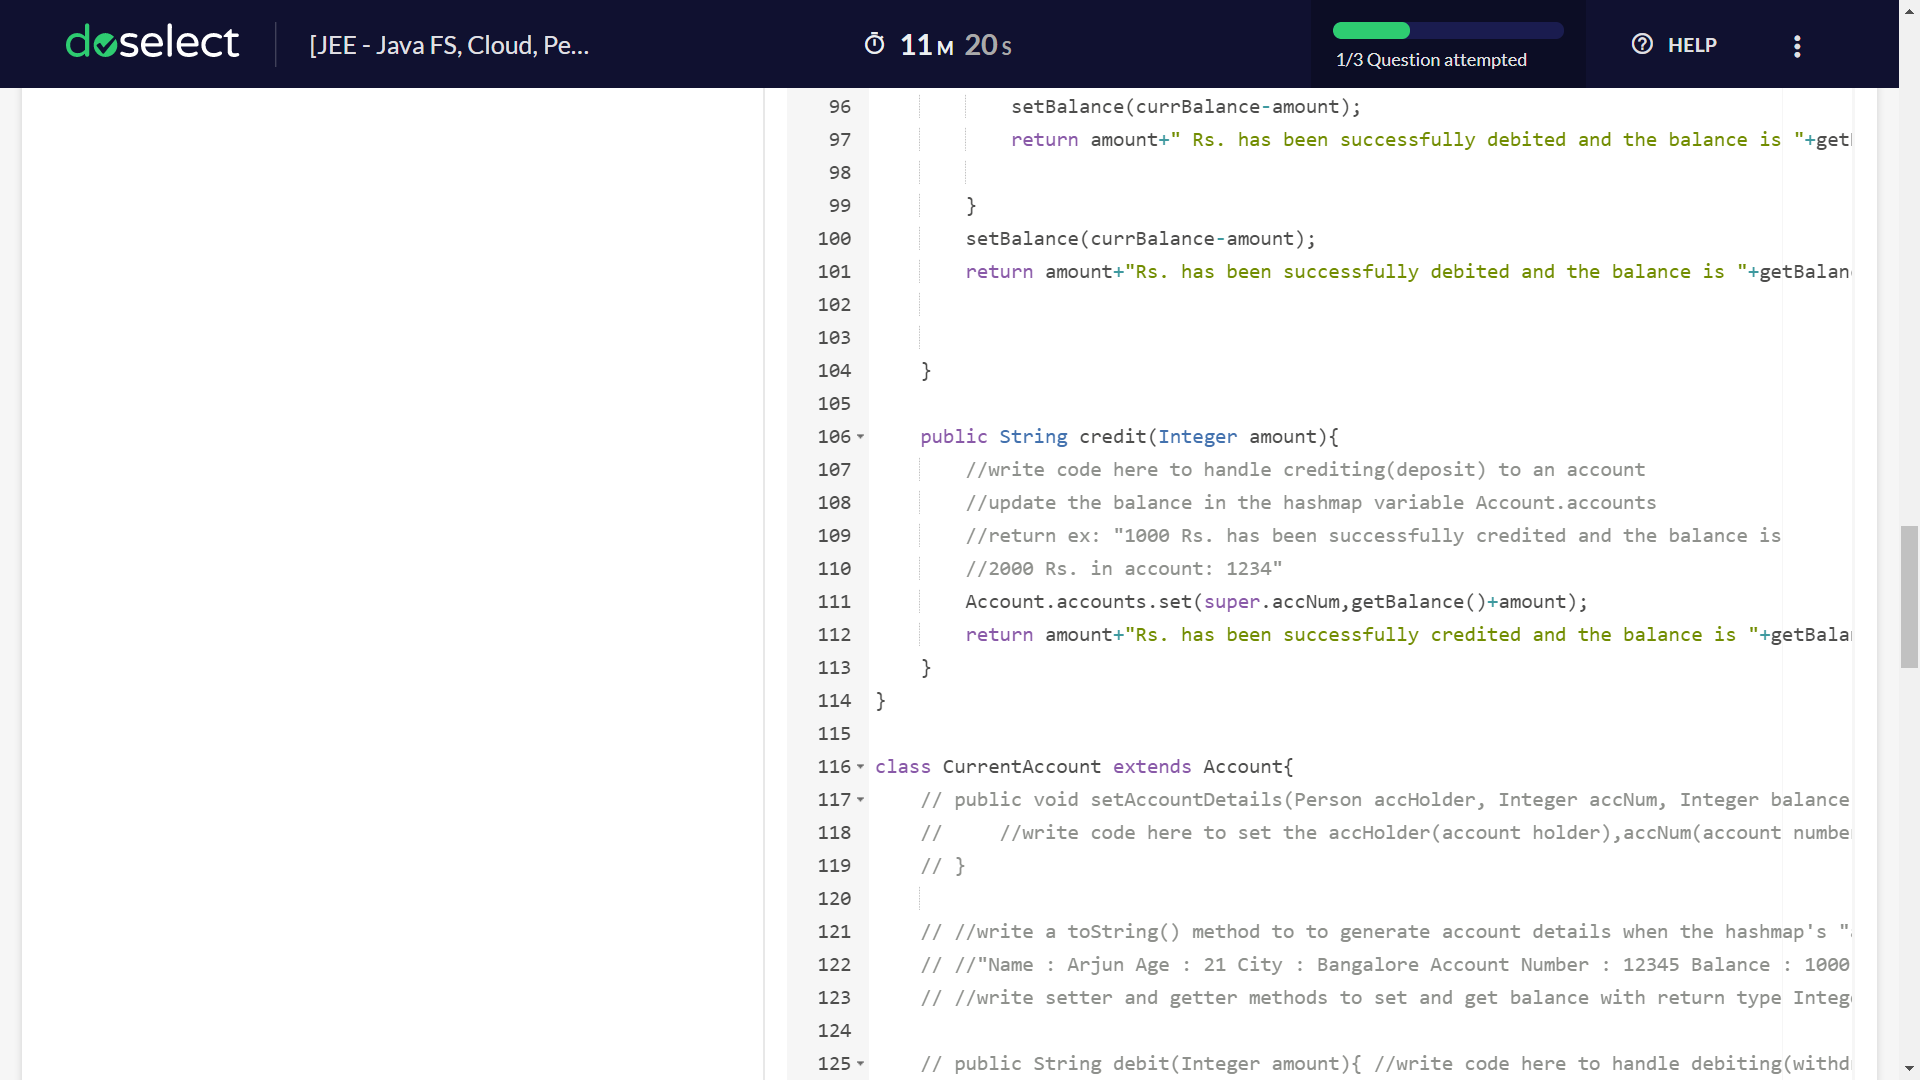 doselect
[JEE - Java FS, Cloud, Pe...
11M 20S
1/3 Question attempted
HELP
96 setBalance(currBalance-amount);
97 return amount+" Rs. has been successfully debited and the balance is "+get
98
99 }
100 setBalance(currBalance-amount);
101 return amount+"Rs. has been successfully debited and the balance is "+getBalan
102
103
104 }
105
106 public String credit(Integer amount){
107 //write code here to handle crediting(deposit) to an account
108 //update the balance in the hashmap variable Account.accounts
109 //return ex: "1000 Rs. has been successfully credited and the balance is
110 //2000 Rs. in account: 1234"
111 Account.accounts.set(super.accNum,getBalance()+amount);
112 return amount+"Rs. has been successfully credited and the balance is "+getBala
113 }
114 }
115
116 class CurrentAccount extends Account{
117 // public void setAccountDetails(Person accHolder, Integer accNum, Integer balance
118 // //write code here to set the accHolder(account holder),accNum(account numbe
119 // }
120
121 // //write a toString() method to to generate account details when the hashmap's "
122 // //"Name : Arjun Age : 21 City : Bangalore Account Number : 12345 Balance : 1000
123 // //write setter and getter methods to set and get balance with return type Integ
124
125 // public String debit(Integer amount){ //write code here to handle debiting(withd